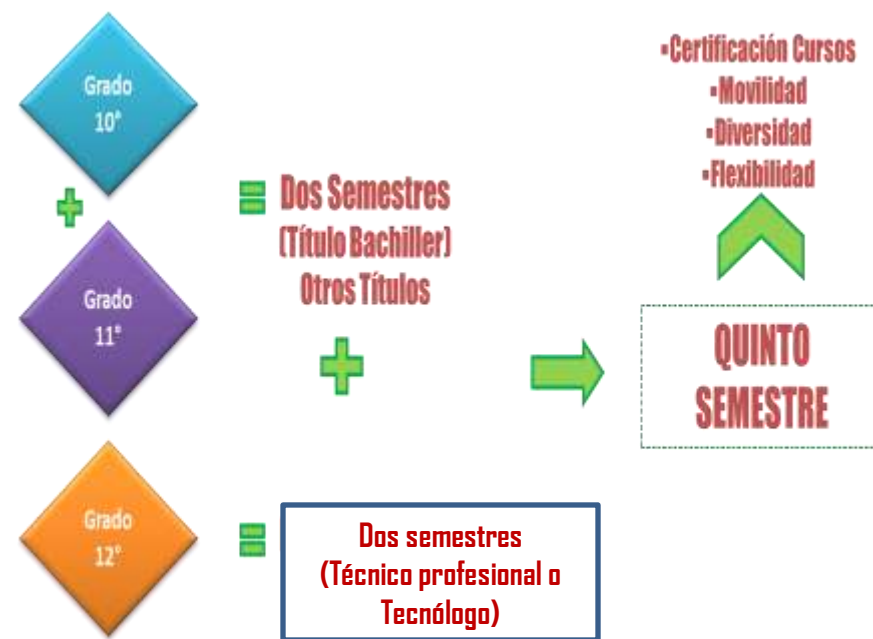 Grado
10°
Grado
11°
Grado
12°
Dos Semestres
(Título Bachiller)
Otros Títulos
Dos semestres
(Técnico profesional o
Tecnólogo)
▪Certificación Cursos
▪Movilidad
▪Diversidad
▪Flexibilidad
QUINTO
SEMESTRE